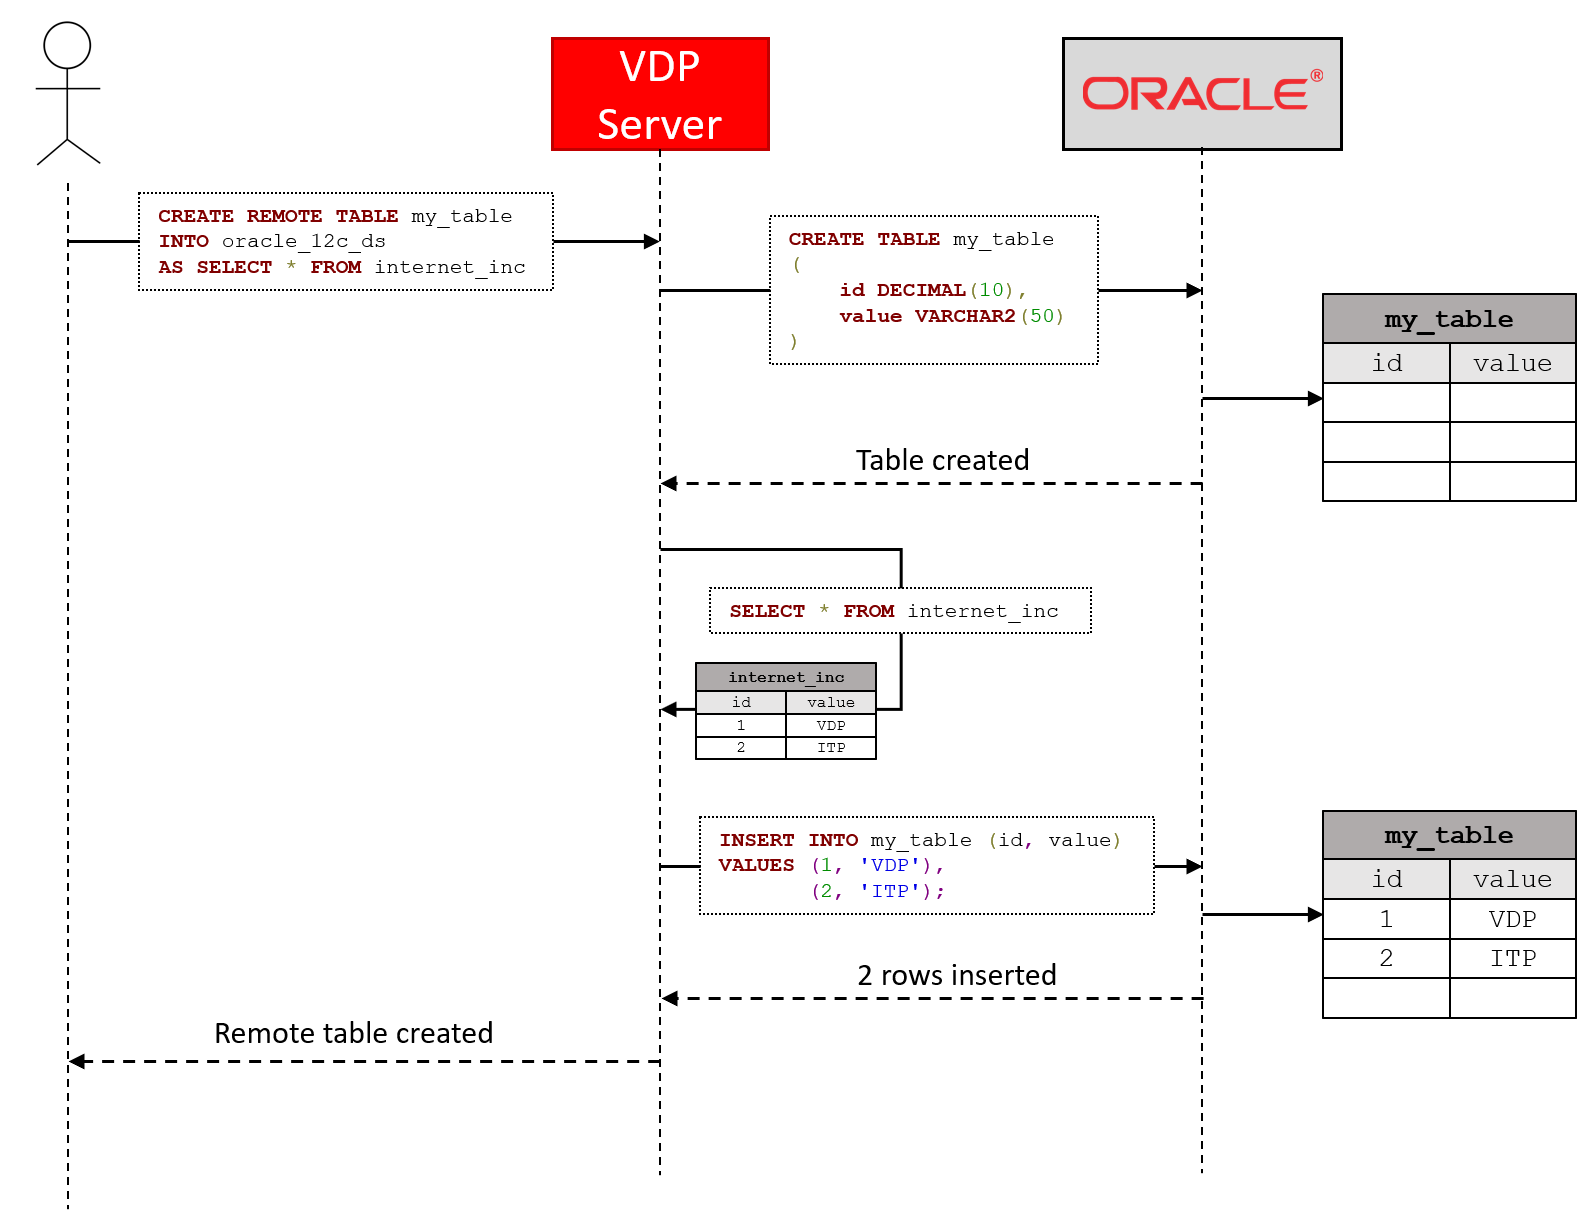 VDP
Server
ORACLE®
CREATE REMOTE TABLE my_table
INTO oracle_12c_ds
AS SELECT * FROM internet_inc
CREATE TABLE my_table
(
id DECIMAL(10),
value VARCHAR2(50)
)
my_table
id value
Table created
SELECT * FROM internet_inc
internet_inc
id value
1 VDP
2 ITP
INSERT INTO my_table (id, value)
VALUES (1, 'VDP'),
(2, 'ITP');
my_table
id value
1 VDP
2 ITP
2 rows inserted
Remote table created